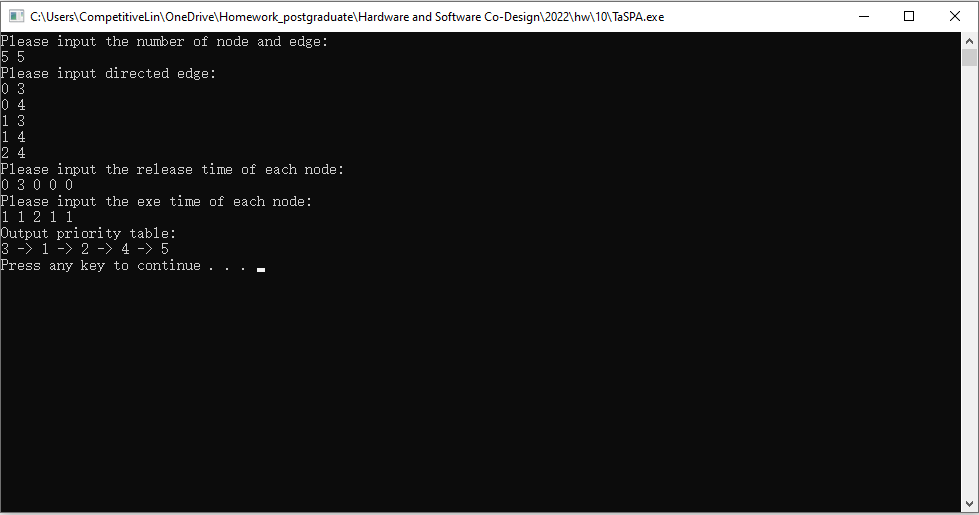 C:\Users\CompetitiveLin\OneDrive\Homework_postgraduate\Hardware and Software Co-Design\2022\hw\10\TaSPA.exe
Please input the number of node and edge:
5 5
Please input directed edge:
0 3
0 4
1 3
1 4
2 4
Please input the release time of each node:
0 3 0 0 0
Please input the exe time of each node:
1 1 2 1 1
Output priority table:
3 -> 1 -> 2 -> 4 -> 5
Press any key to continue . . .